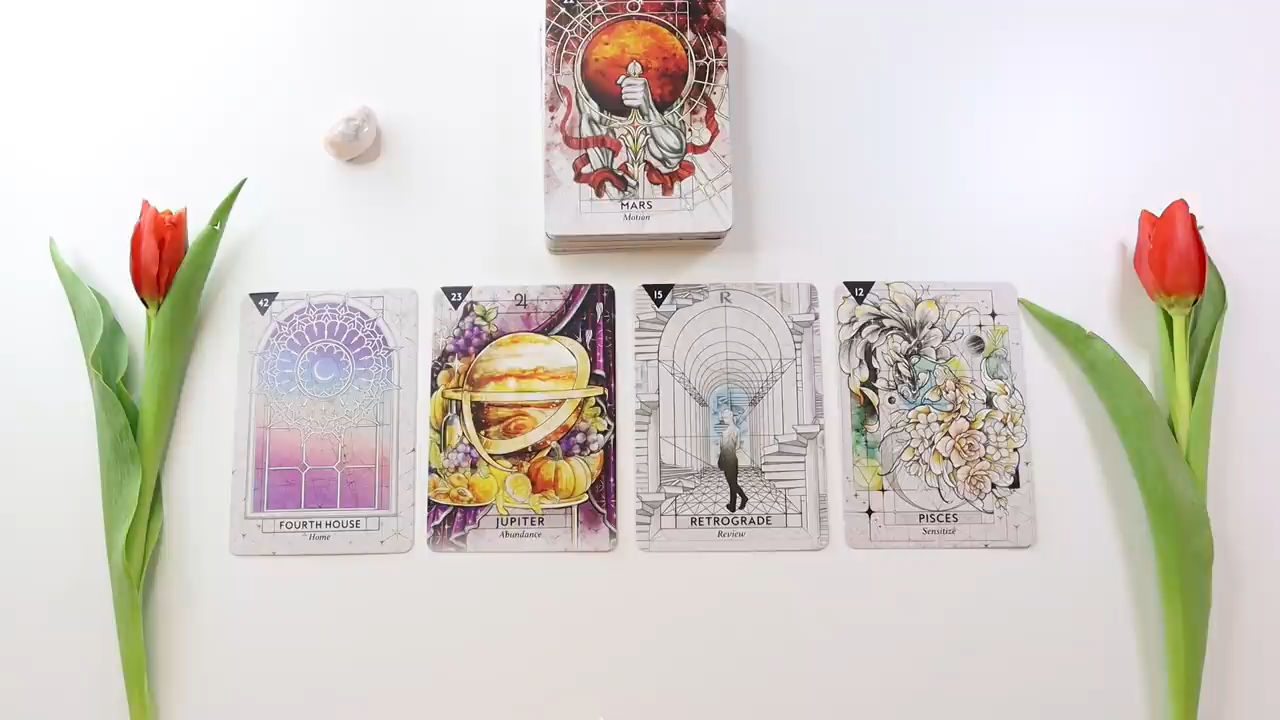 MARS
Motion
42
FOURTH HOUSE
Home
23
♃
JUPITER
Abundance
15
R
RETROGRADE
Review
12
PISCES
Sensitize